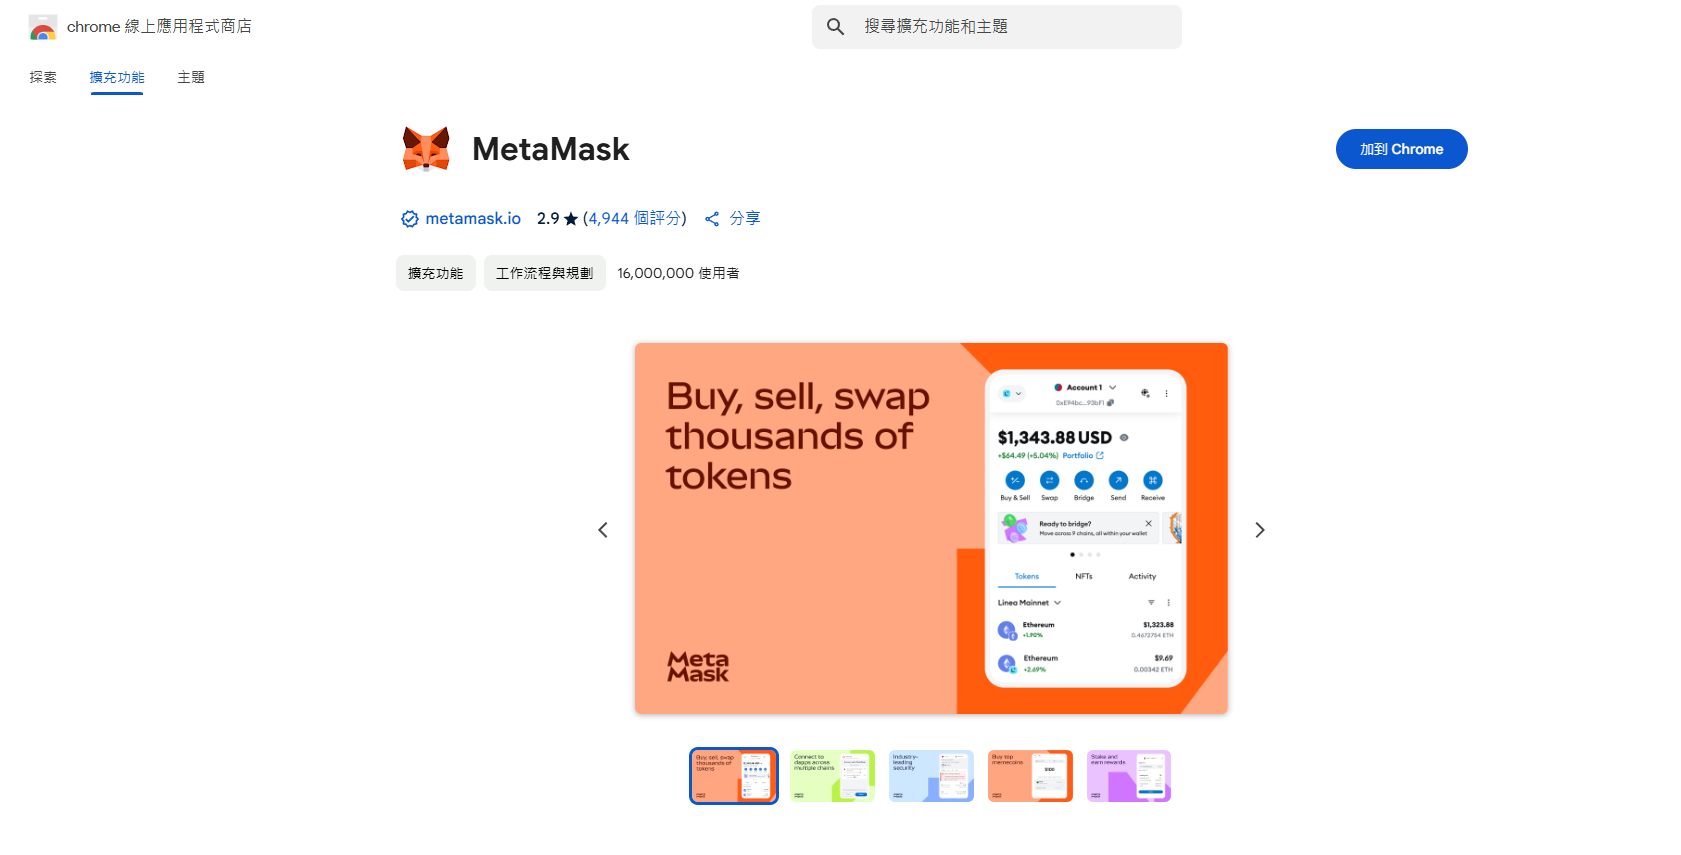 chrome 線上應用程式商店
搜尋擴充功能和主題
探索
擴充功能
主題
MetaMask
加到 Chrome
metamask.io
2.9 ★ (4,944 個評分)
分享
擴充功能
工作流程與規劃
16,000,000 使用者
Buy, sell, swap
thousands of
tokens
Account 1
0xE94bc...93bF1
$1,343.88 USD
+$64.49 (+5.04%) Portfolio
Buy & Sell
Swap
Bridge
Send
Receive
Ready to bridge?
Move across 9 chains, all within your wallet
Tokens
NFTs
Activity
Linea Mainnet
Ethereum
$1,323.88
+1.90%
0.4672754 ETH
Ethereum
$9.69
+2.69%
0.00342 ETH
Meta
Mask
Buy, sell, swap
thousands of
tokens
Connect to
dapps across
multiple chains
Industry-
leading
security
Buy top
memecoins
Stake and
earn rewards